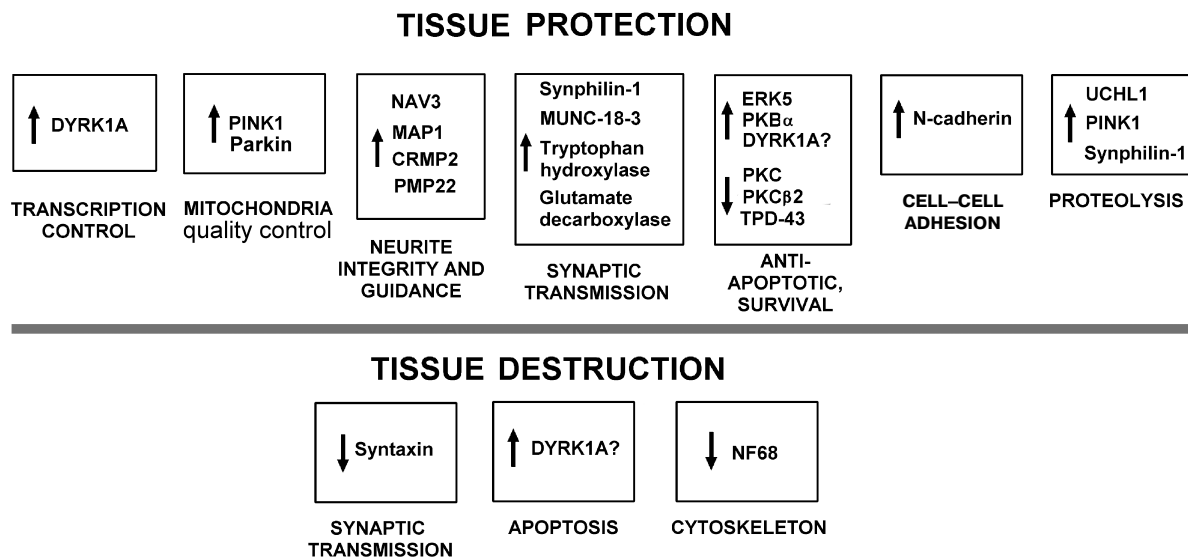 TISSUE PROTECTION
DYRK1A
TRANSCRIPTION
CONTROL
PINK1
Parkin
MITOCHONDRIA
quality control
NAV3
MAP1
CRMP2
PMP22
NEURITE
INTEGRITY AND
GUIDANCE
Synphilin-1
MUNC-18-3
Tryptophan
hydroxylase
Glutamate
decarboxylase
SYNAPTIC
TRANSMISSION
ERK5
PKBα
DYRK1A?
PKC
PKCβ2
TPD-43
ANTI-
APOPTOTIC,
SURVIVAL
N-cadherin
CELL–CELL
ADHESION
UCHL1
PINK1
Synphilin-1
PROTEOLYSIS
TISSUE DESTRUCTION
Syntaxin
SYNAPTIC
TRANSMISSION
DYRK1A?
APOPTOSIS
NF68
CYTOSKELETON